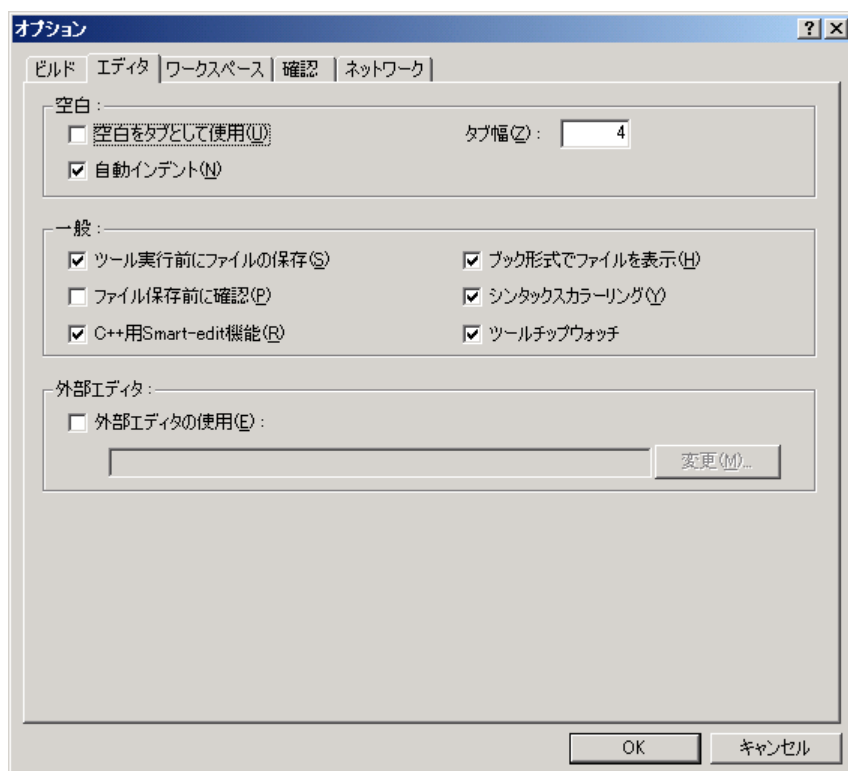 オプション
ビルド エディタ ワークスペース 確認 ネットワーク
空白:
空白をタブとして使用(U) タブ幅(Z): 4
自動インデント(N)
一般:
ツール実行前にファイルの保存(S) ブック形式でファイルを表示(H)
ファイル保存前に確認(P) シンタックスカラーリング(Y)
C++用Smart-edit機能(R) ツールチップウォッチ
外部エディタ:
外部エディタの使用(E):
変更(M)...
OK キャンセル